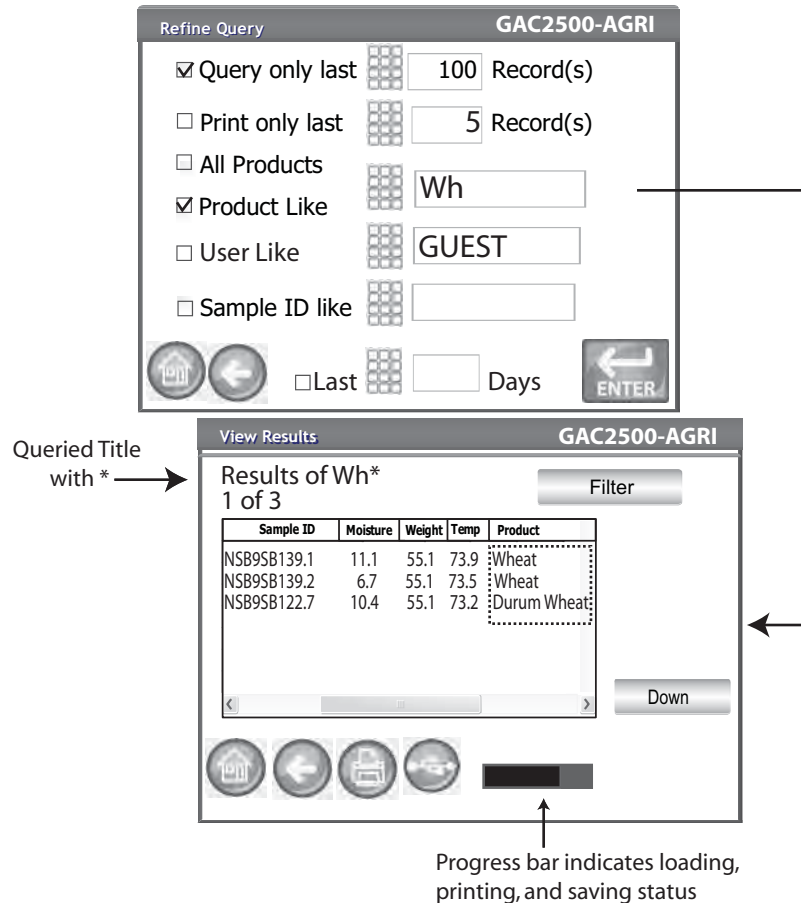 Refine Query GAC2500-AGRI
Query only last 100 Record(s)
Print only last 5 Record(s)
All Products
Product Like Wh
User Like GUEST
Sample ID like
Last Days ENTER
View Results GAC2500-AGRI
Queried Title
with *
Results of Wh*
1 of 3
Filter
Sample ID Moisture Weight Temp Product
NSB9SB139.1 11.1 55.1 73.9 Wheat
NSB9SB139.2 6.7 55.1 73.5 Wheat
NSB9SB122.7 10.4 55.1 73.2 Durum Wheat
Down
Progress bar indicates loading,
printing, and saving status